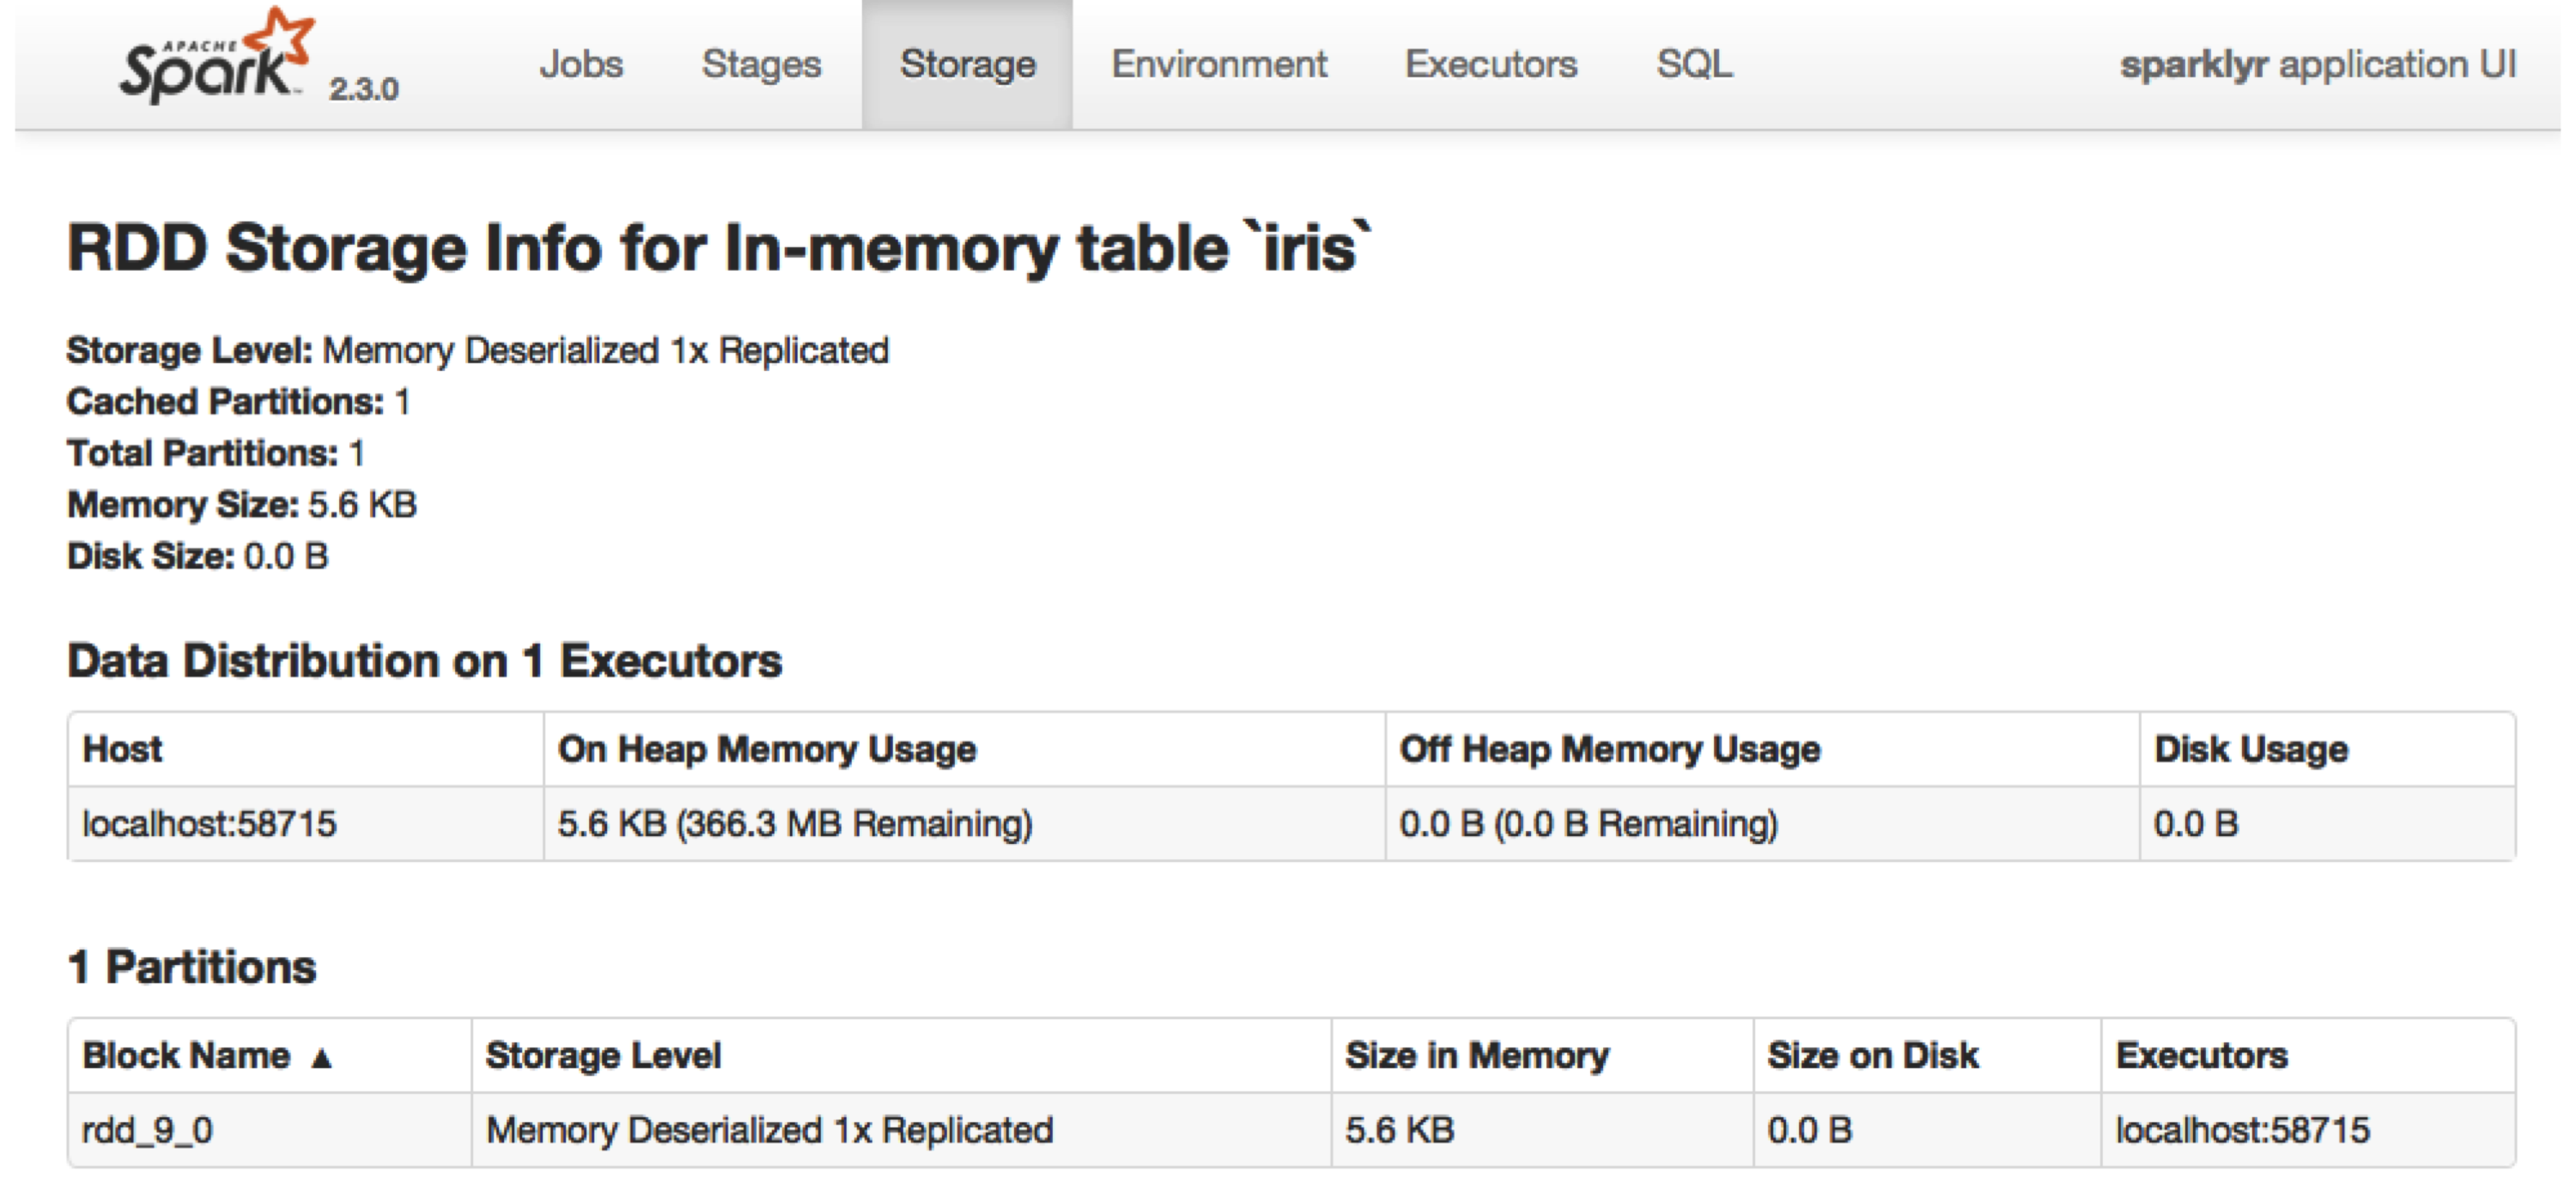 APACHE
Spark 2.3.0 Jobs Stages Storage Environment Executors SQL sparklyr application UI
RDD Storage Info for In-memory table `iris`
Storage Level: Memory Deserialized 1x Replicated
Cached Partitions: 1
Total Partitions: 1
Memory Size: 5.6 KB
Disk Size: 0.0 B
Data Distribution on 1 Executors
Host On Heap Memory Usage Off Heap Memory Usage Disk Usage
localhost:58715 5.6 KB (366.3 MB Remaining) 0.0 B (0.0 B Remaining) 0.0 B
1 Partitions
Block Name ▲ Storage Level Size in Memory Size on Disk Executors
rdd_9_0 Memory Deserialized 1x Replicated 5.6 KB 0.0 B localhost:58715